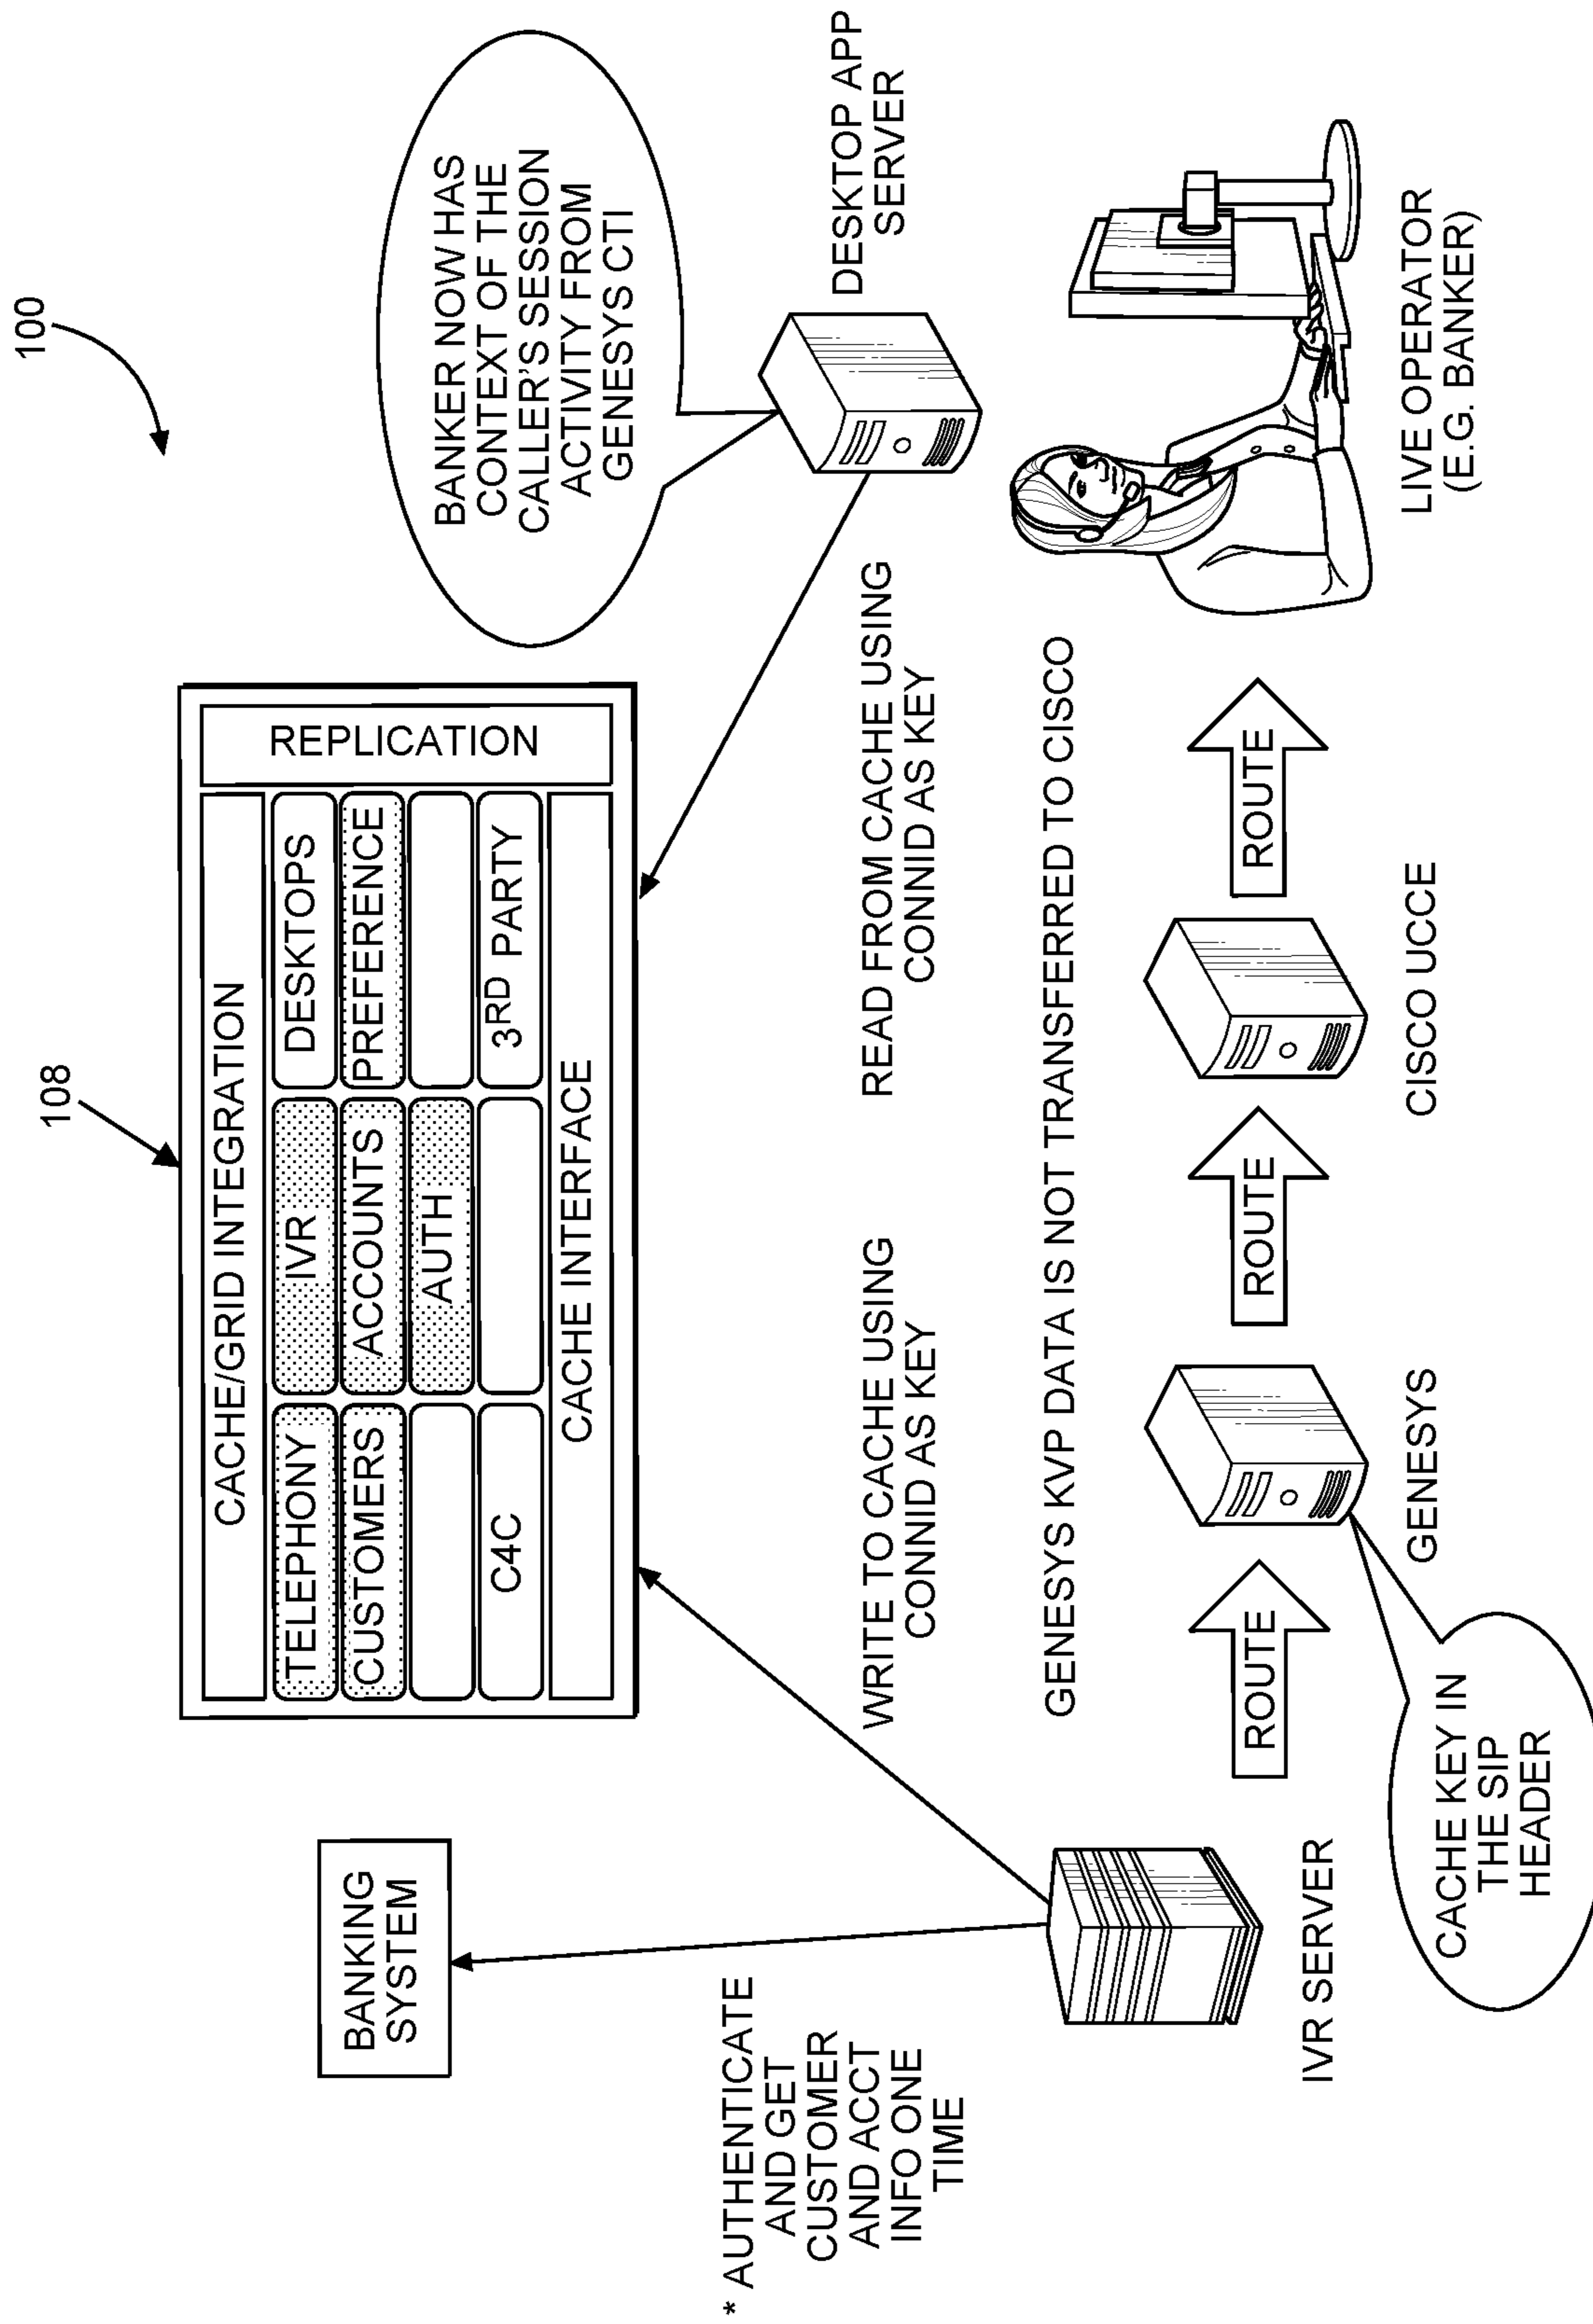 100
108
BANKING
SYSTEM
CACHE/GRID INTEGRATION
TELEPHONY
IVR
DESKTOPS
CUSTOMERS
ACCOUNTS
PREFERENCE
AUTH
C4C
3RD PARTY
CACHE INTERFACE
REPLICATION
BANKER NOW HAS
CONTEXT OF THE
CALLER'S SESSION
ACTIVITY FROM
GENESYS CTI
* AUTHENTICATE
AND GET
CUSTOMER
AND ACCT
INFO ONE
TIME
WRITE TO CACHE USING
CONNID AS KEY
READ FROM CACHE USING
CONNID AS KEY
DESKTOP APP
SERVER
GENESYS KVP DATA IS NOT TRANSFERRED TO CISCO
ROUTE
ROUTE
ROUTE
IVR SERVER
GENESYS
CISCO UCCE
LIVE OPERATOR
(E.G. BANKER)
CACHE KEY IN
THE SIP
HEADER